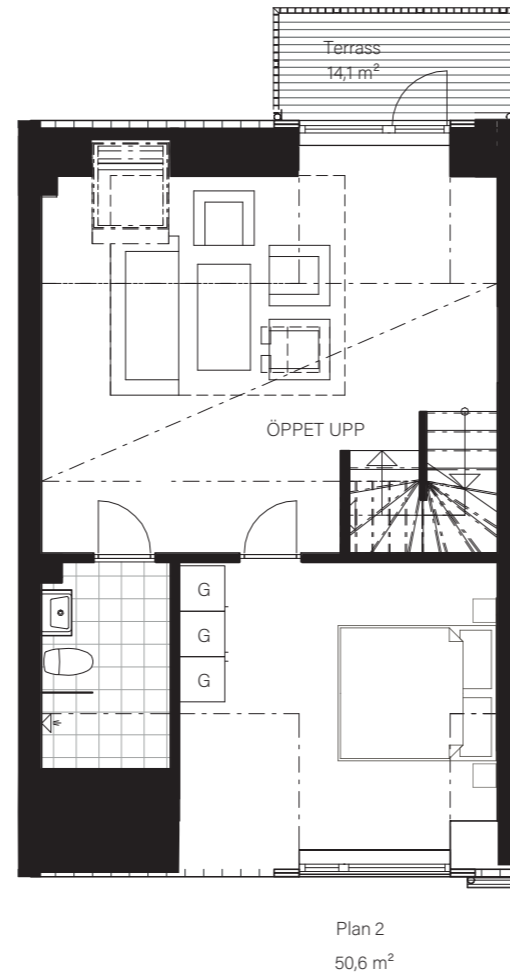 Terrass
14,1 m²
ÖPPET UPP
G
G
G
Plan 2
50,6 m²